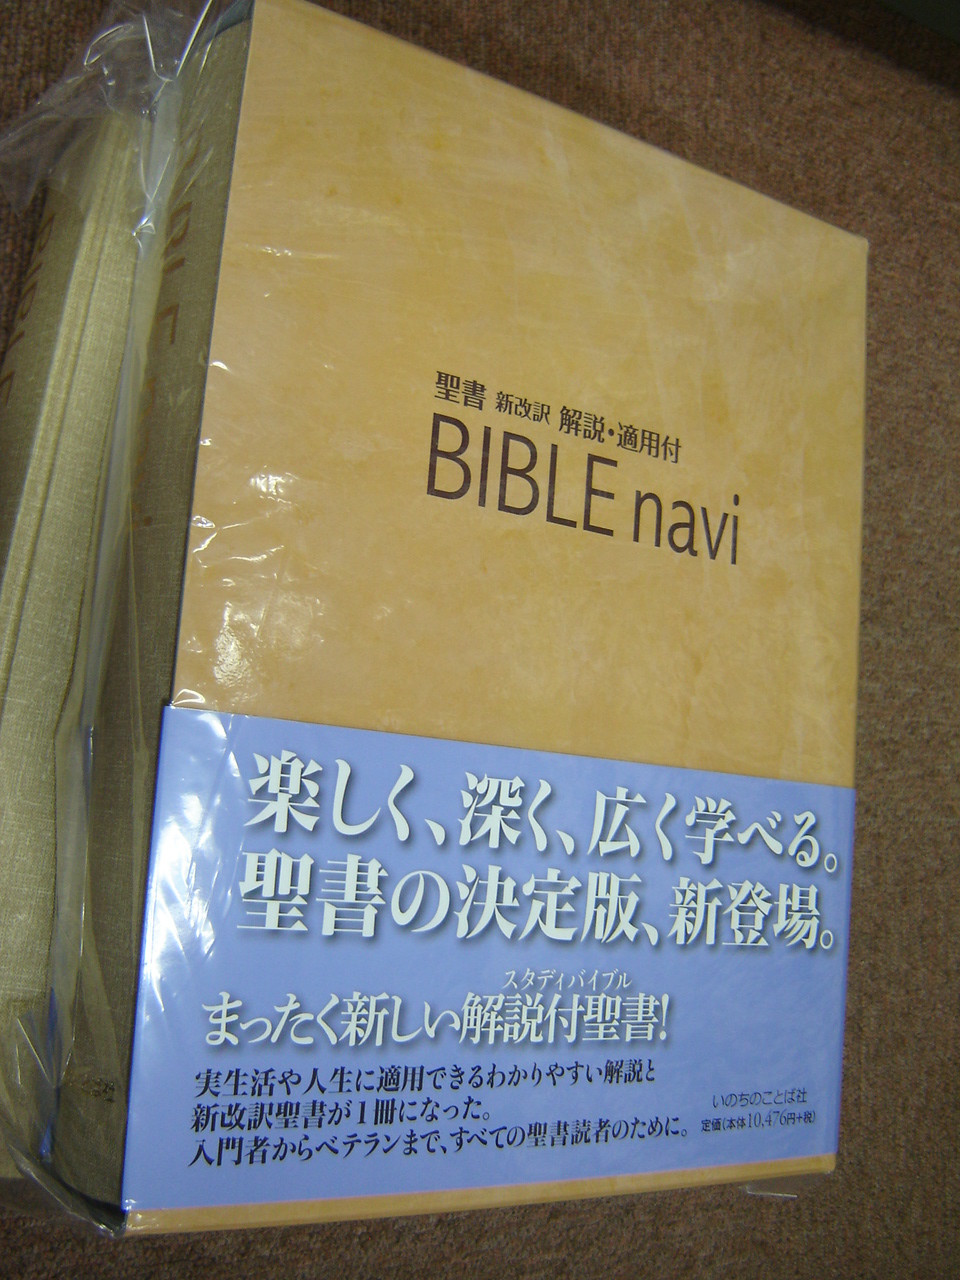 聖書 新改訳 解説・適用付
BIBLE navi
楽しく、深く、広く学べる。
聖書の決定版、新登場。
スタディバイブル
まったく新しい解説付聖書!
実生活や人生に適用できるわかりやすい解説と
新改訳聖書が1冊になった。
入門者からベテランまで、すべての聖書読者のために。
いのちのことば社
定価(本体10,476円+税)